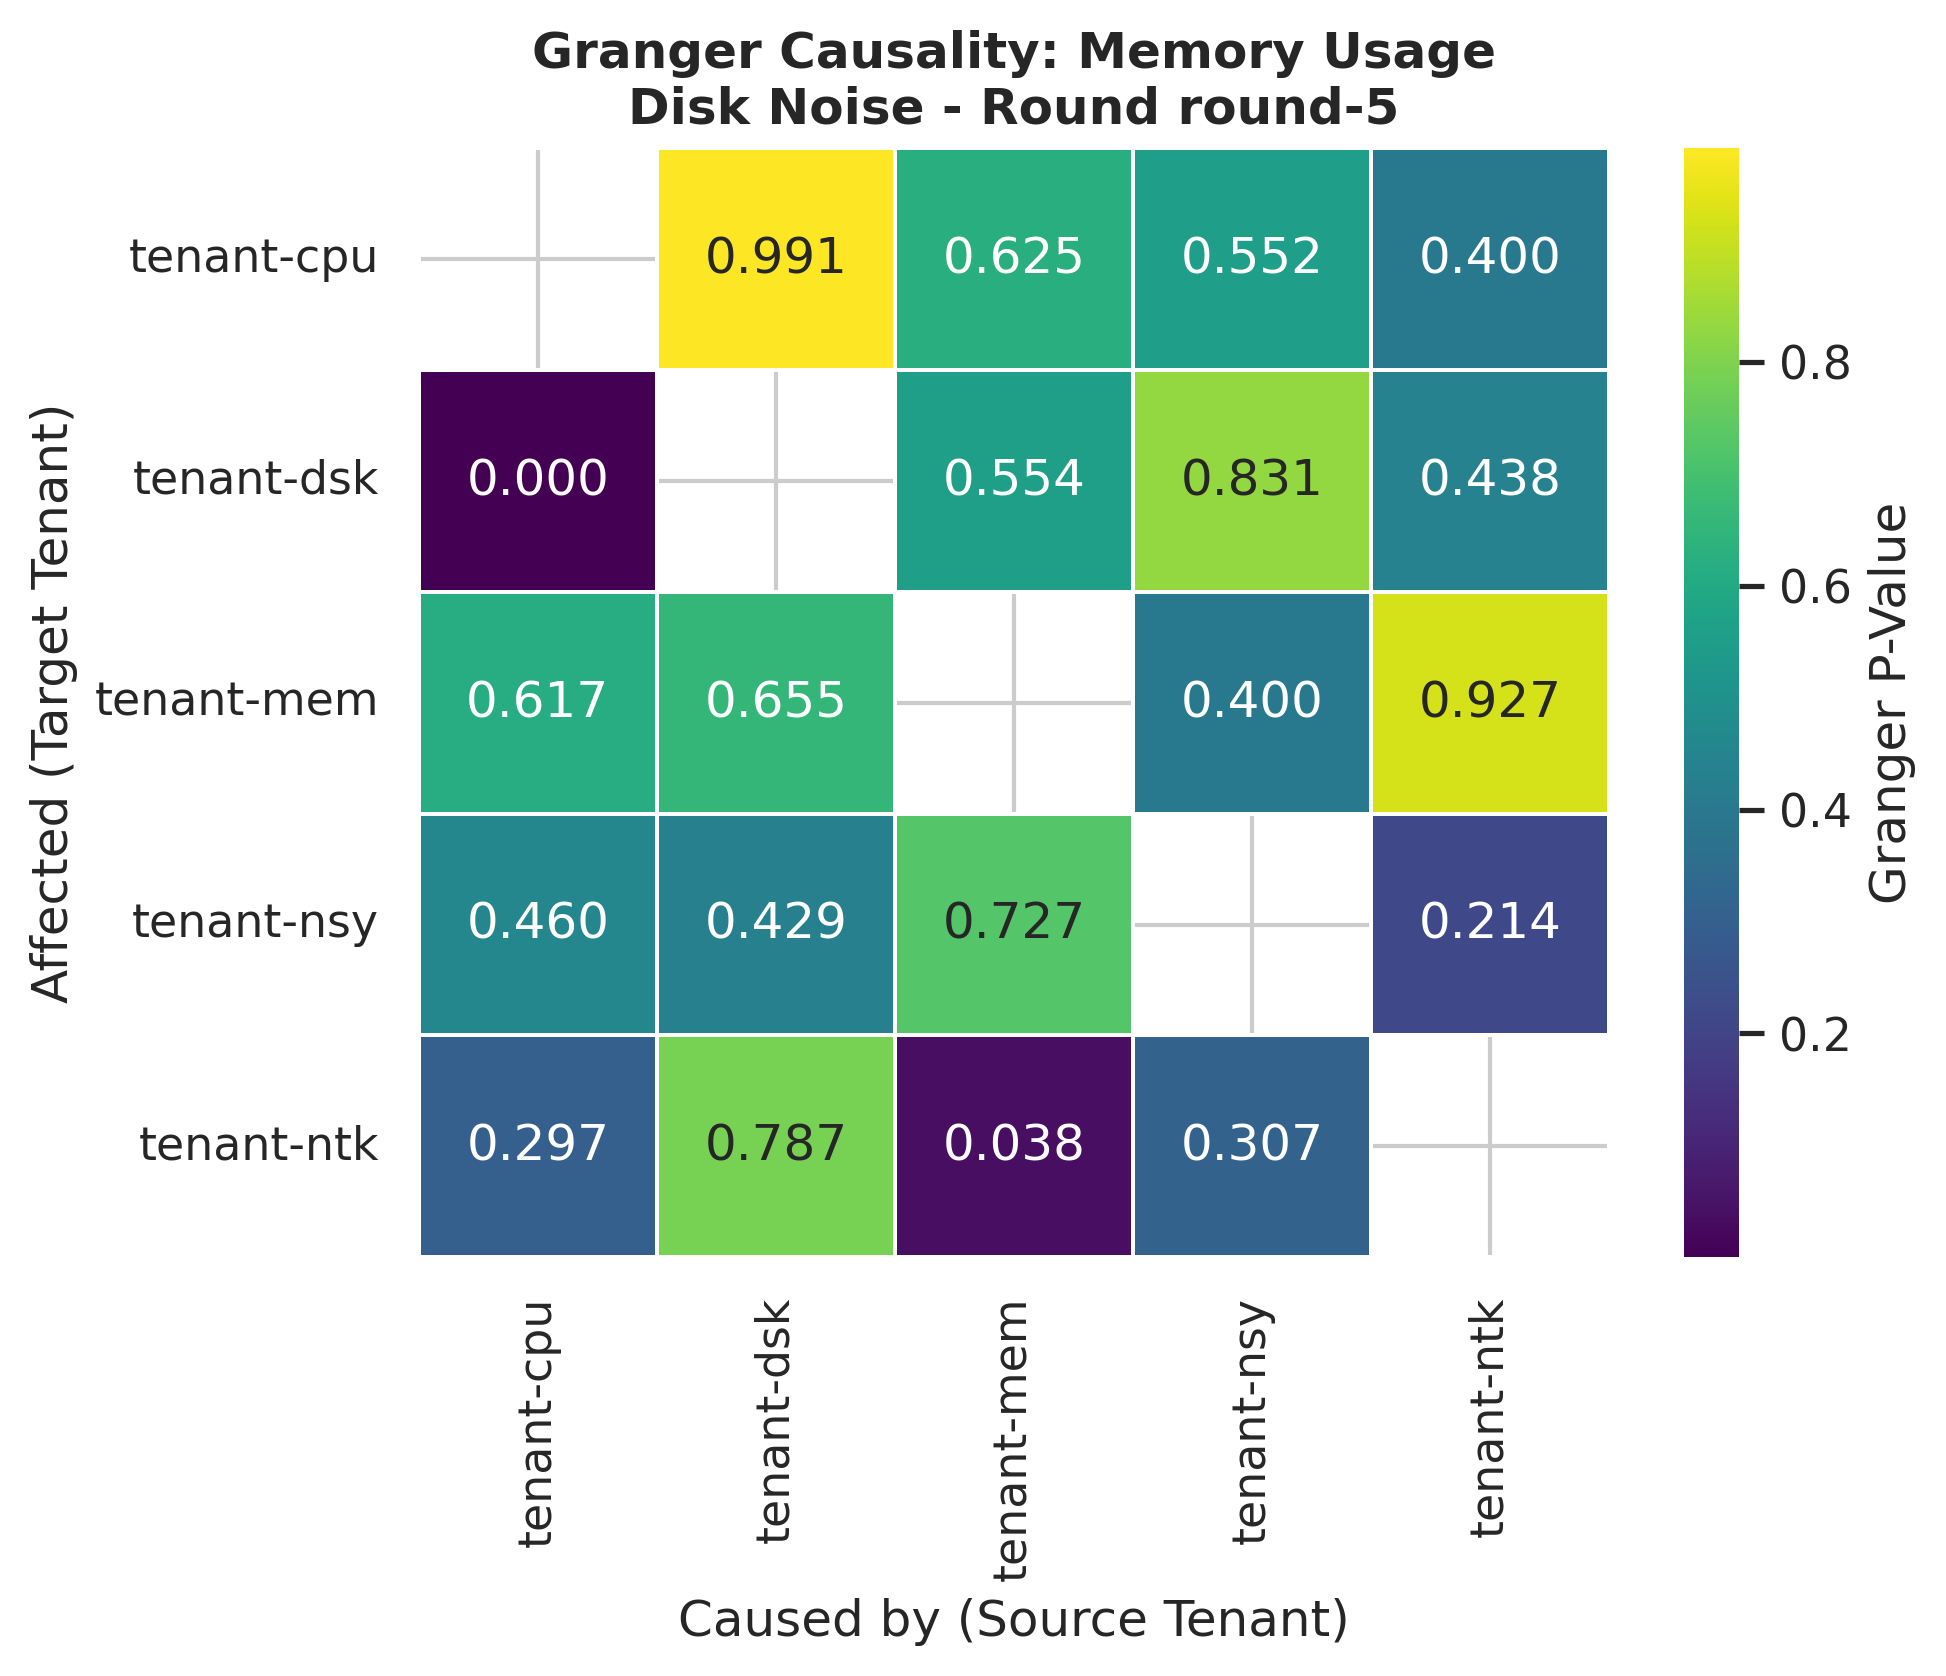 Granger Causality: Memory Usage
Disk Noise - Round round-5
tenant-cpu
0.991
0.625
0.552
0.400
tenant-dsk
0.000
0.554
0.831
0.438
tenant-mem
0.617
0.655
0.400
0.927
tenant-nsy
0.460
0.429
0.727
0.214
tenant-ntk
0.297
0.787
0.038
0.307
Affected (Target Tenant)
tenant-cpu
tenant-dsk
tenant-mem
tenant-nsy
tenant-ntk
Caused by (Source Tenant)
0.8
0.6
0.4
0.2
Granger P-Value